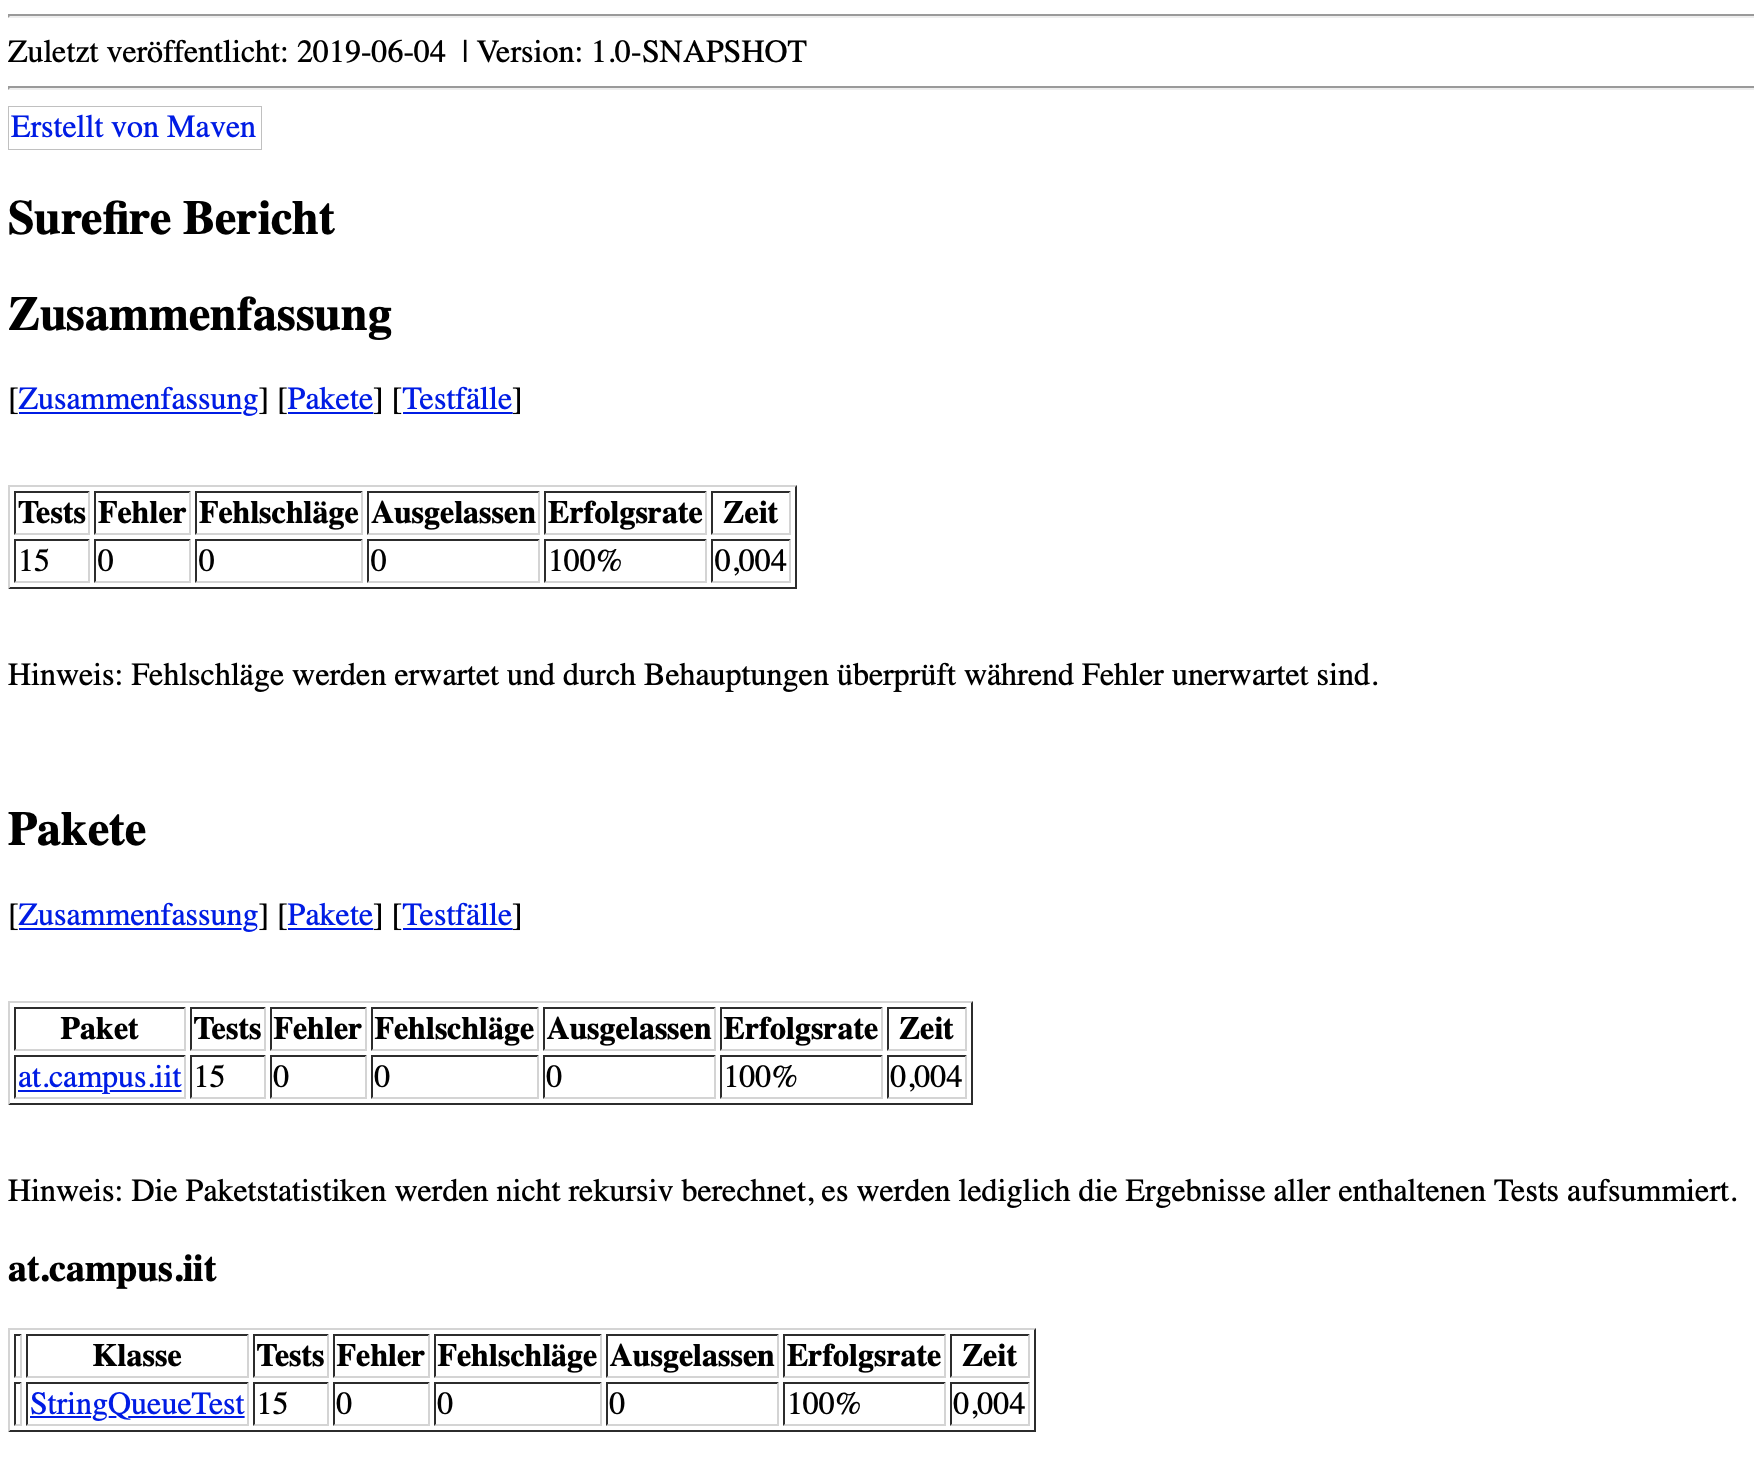 Zuletzt veröffentlicht: 2019-06-04 | Version: 1.0-SNAPSHOT
Erstellt von Maven
Surefire Bericht
Zusammenfassung
[Zusammenfassung] [Pakete] [Testfälle]
Tests Fehler Fehlschläge Ausgelassen Erfolgsrate Zeit
15 0 0 0 100% 0,004
Hinweis: Fehlschläge werden erwartet und durch Behauptungen überprüft während Fehler unerwartet sind.
Pakete
[Zusammenfassung] [Pakete] [Testfälle]
Paket Tests Fehler Fehlschläge Ausgelassen Erfolgsrate Zeit
at.campus.iit 15 0 0 0 100% 0,004
Hinweis: Die Paketstatistiken werden nicht rekursiv berechnet, es werden lediglich die Ergebnisse aller enthaltenen Tests aufsummiert.
at.campus.iit
Klasse Tests Fehler Fehlschläge Ausgelassen Erfolgsrate Zeit
StringQueueTest 15 0 0 0 100% 0,004